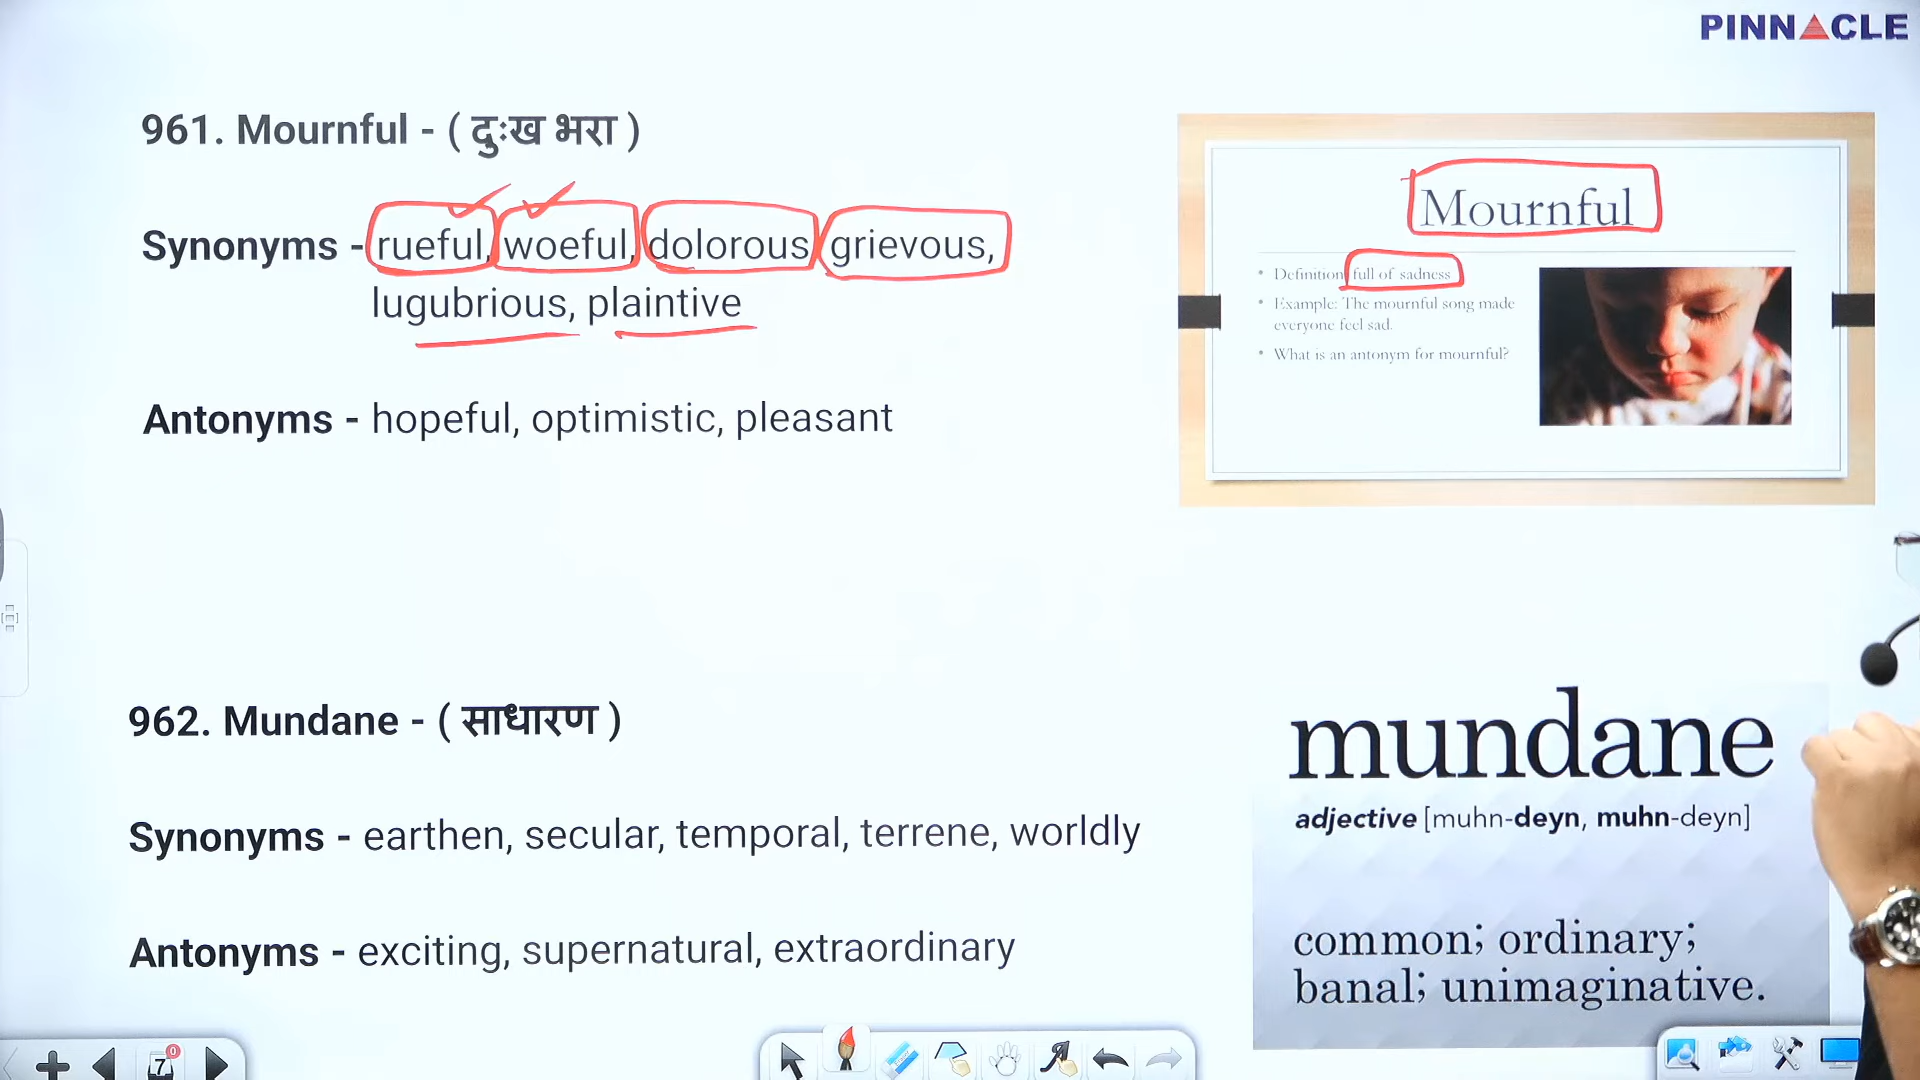 PINNACLE
961. Mournful - ( दुःख भरा )
Synonyms - rueful, woeful, dolorous, grievous,
lugubrious, plaintive
Antonyms - hopeful, optimistic, pleasant
Mournful
• Definition: full of sadness
• Example: The mournful song made
everyone feel sad.
• What is an antonym for mournful?
962. Mundane - ( साधारण )
Synonyms - earthen, secular, temporal, terrene, worldly
Antonyms - exciting, supernatural, extraordinary
mundane
adjective [muhn-deyn, muhn-deyn]
common; ordinary;
banal; unimaginative.
7
0